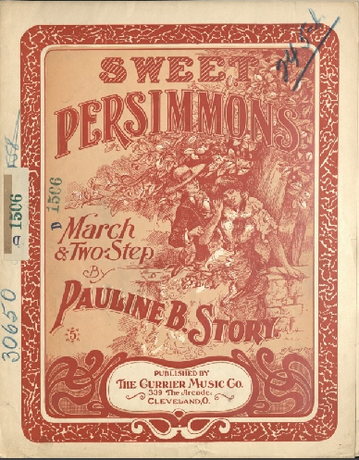 SWEET
PERSIMMONS
March
& Two-Step
By
PAULINE B. STORY.
5
PUBLISHED BY
THE CURRIER MUSIC CO.
339 The Arcade.
CLEVELAND, O.
D 1506
1506
30650